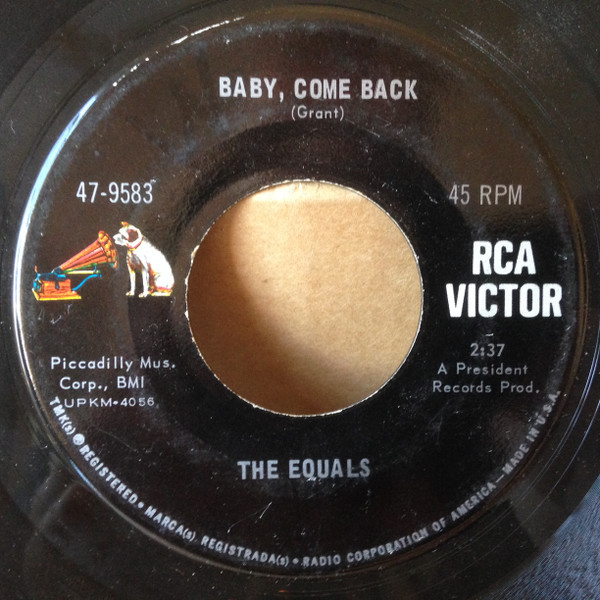 BABY, COME BACK
(Grant)
47-9583
45 RPM
RCA
VICTOR
2:37
A President
Records Prod.
Piccadilly Mus.
Corp., BMI
UPKM-4056
THE EQUALS
TMK(s) ® REGISTERED • MARCA(s) REGISTRADA(s) • RADIO CORPORATION OF AMERICA—MADE IN U.S.A.